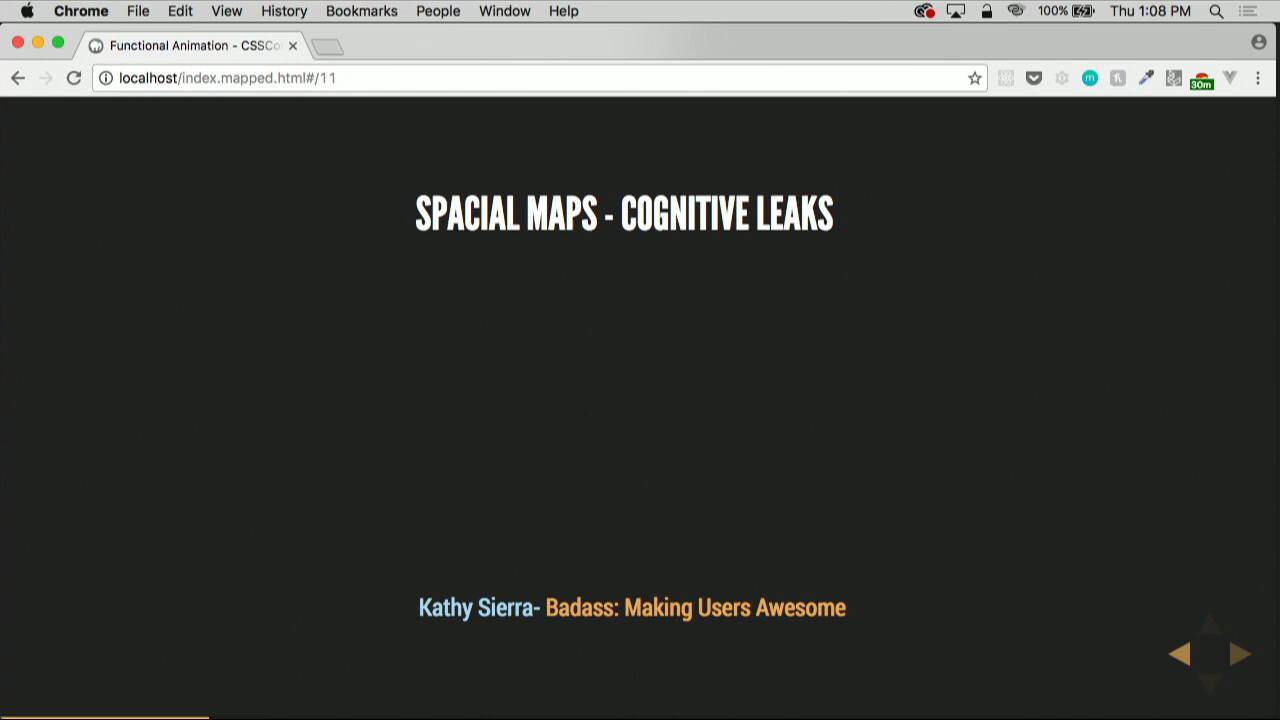 Chrome File Edit View History Bookmarks People Window Help 100% Thu 1:08 PM
Functional Animation - CSSCo
localhost/index.mapped.html#/11
30m
SPACIAL MAPS - COGNITIVE LEAKS
Kathy Sierra- Badass: Making Users Awesome